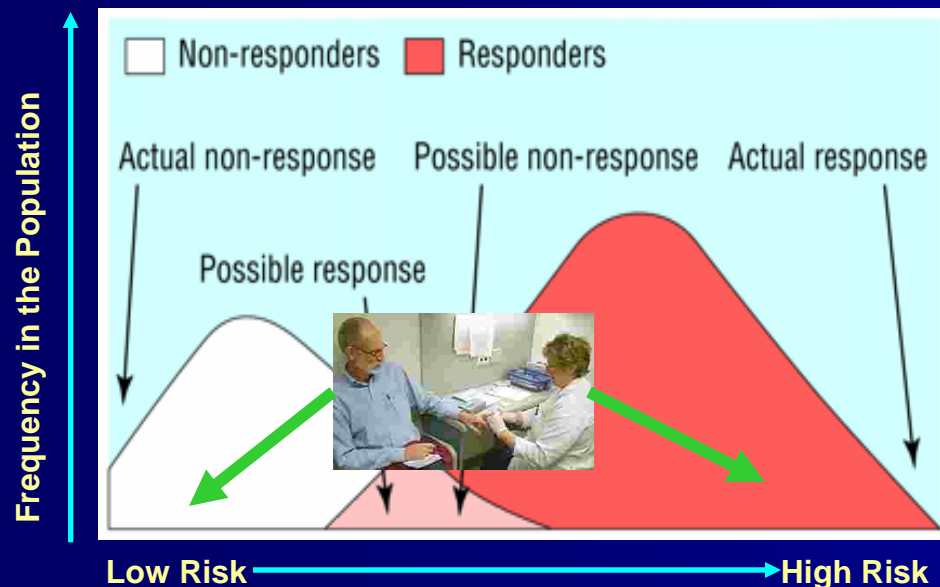 Frequency in the Population
Non-responders Responders
Actual non-response Possible non-response Actual response
Possible response
Low Risk High Risk